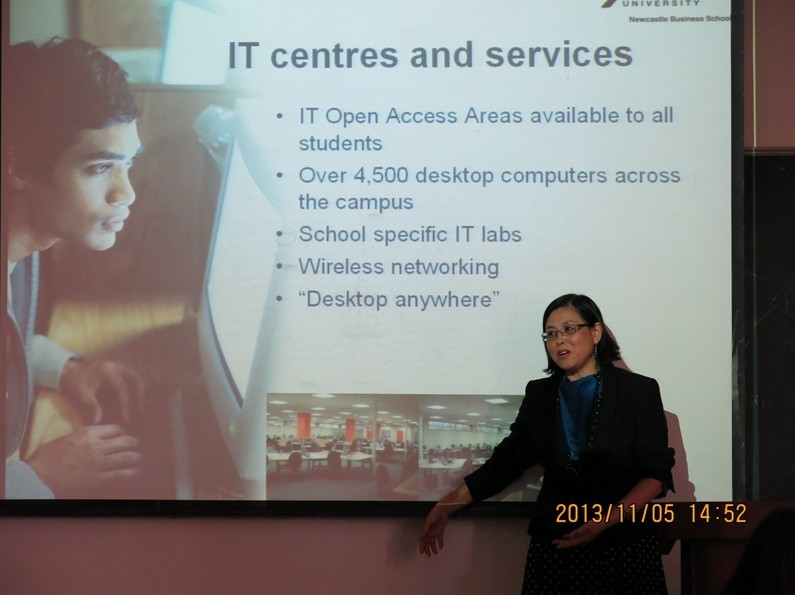 UNIVERSITY
Newcastle Business School
IT centres and services
• IT Open Access Areas available to all
students
• Over 4,500 desktop computers across
the campus
• School specific IT labs
• Wireless networking
• “Desktop anywhere”
2013/11/05 14:52